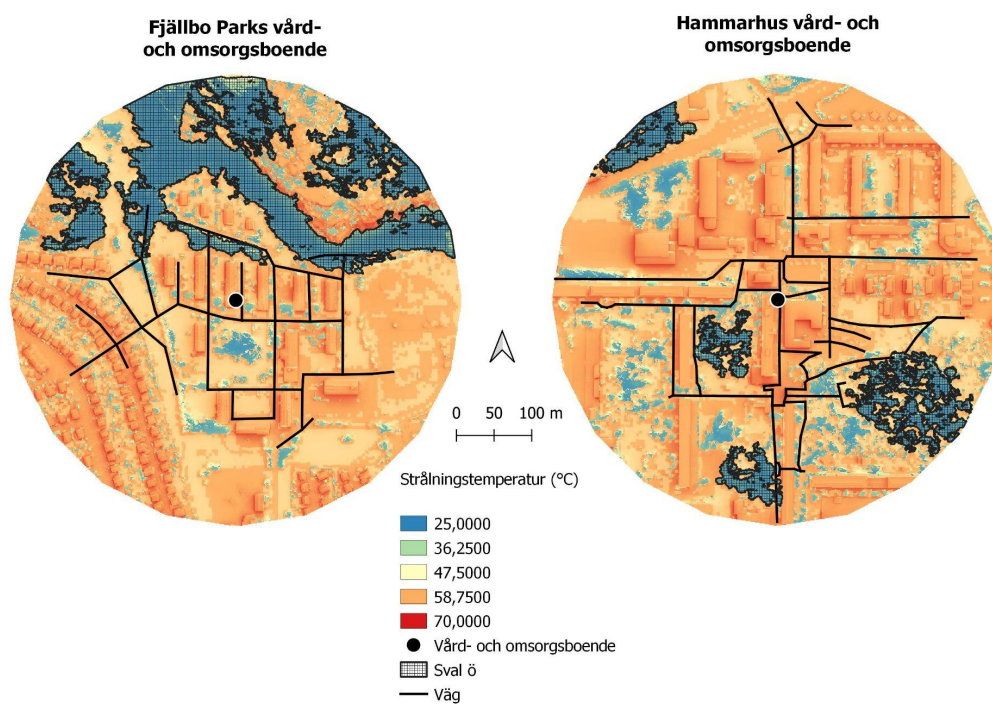 Fjällbo Parks vård-
och omsorgsboende
Hammarhus vård- och
omsorgsboende
0 50 100 m
Strålningstemperatur (°C)
25,0000
36,2500
47,5000
58,7500
70,0000
Vård- och omsorgsboende
Sval ö
Väg